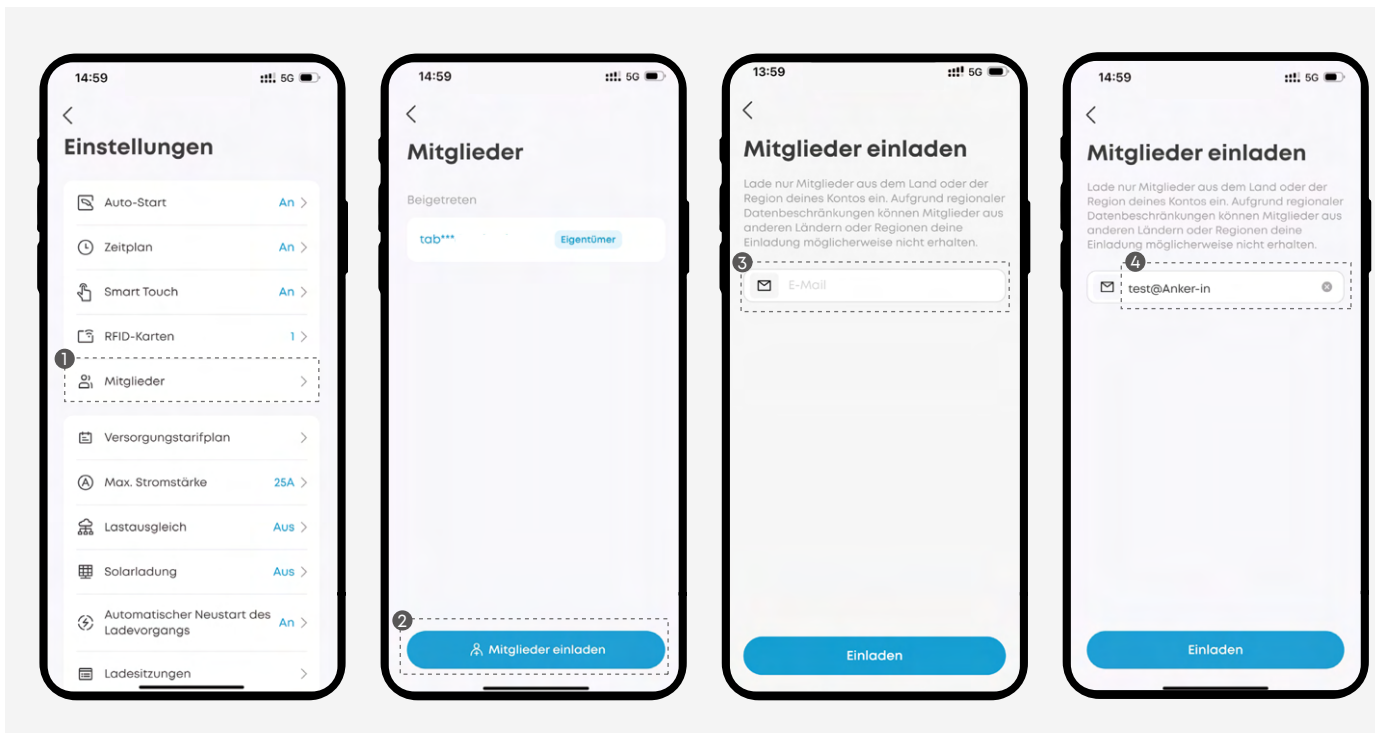 14:59
5G
Einstellungen
Auto-Start
An
Zeitplan
An
Smart Touch
An
RFID-Karten
1
1
Mitglieder
Versorgungstarifplan
Max. Stromstärke
25A
Lastausgleich
Aus
Solarladung
Aus
Automatischer Neustart des
Ladevorgangs
An
Ladesitzungen
14:59
5G
Mitglieder
Beigetreten
tab***
Eigentümer
2
Mitglieder einladen
13:59
5G
Mitglieder einladen
Lade nur Mitglieder aus dem Land oder der
Region deines Kontos ein. Aufgrund regionaler
Datenbeschränkungen können Mitglieder aus
anderen Ländern oder Regionen deine
Einladung möglicherweise nicht erhalten.
3
E-Mail
Einladen
14:59
5G
Mitglieder einladen
Lade nur Mitglieder aus dem Land oder der
Region deines Kontos ein. Aufgrund regionaler
Datenbeschränkungen können Mitglieder aus
anderen Ländern oder Regionen deine
Einladung möglicherweise nicht erhalten.
4
test@Anker-in
Einladen